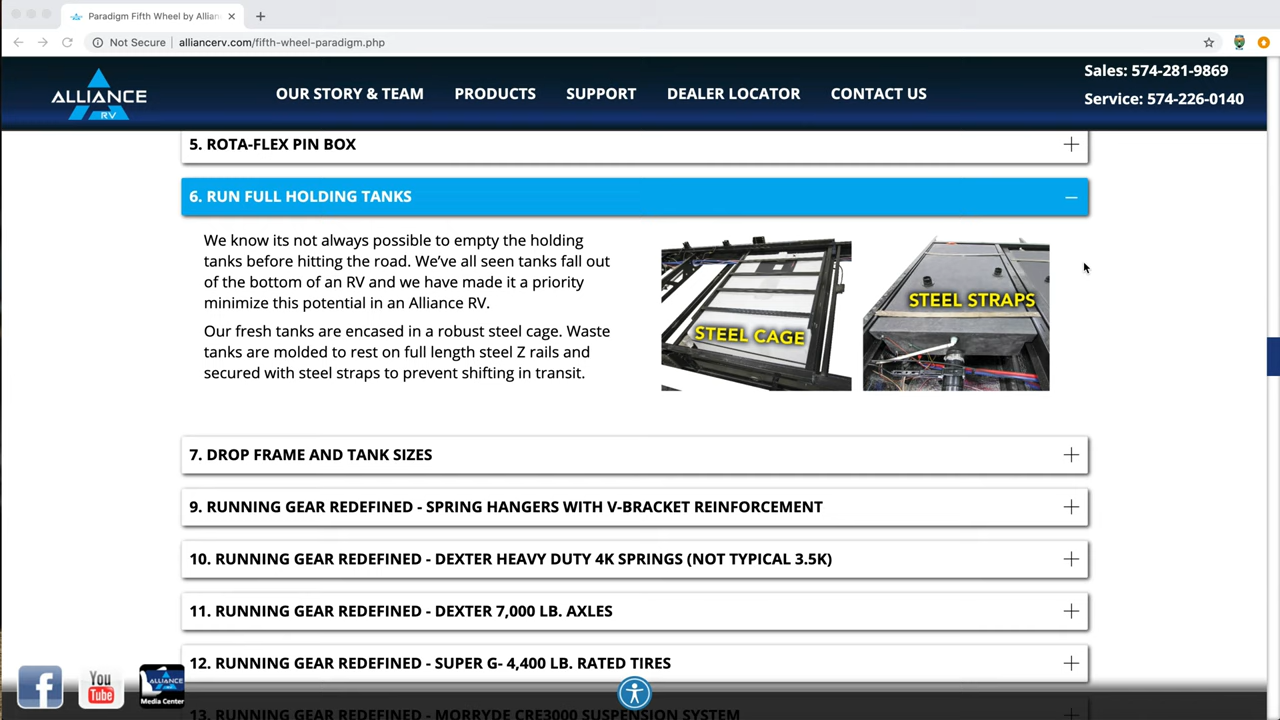 Paradigm Fifth Wheel by Allian
Not Secure | alliancerv.com/fifth-wheel-paradigm.php
ALLIANCE
RV
OUR STORY & TEAM
PRODUCTS
SUPPORT
DEALER LOCATOR
CONTACT US
Sales: 574-281-9869
Service: 574-226-0140
5. ROTA-FLEX PIN BOX
6. RUN FULL HOLDING TANKS
We know its not always possible to empty the holding
tanks before hitting the road. We’ve all seen tanks fall out
of the bottom of an RV and we have made it a priority
minimize this potential in an Alliance RV.
Our fresh tanks are encased in a robust steel cage. Waste
tanks are molded to rest on full length steel Z rails and
secured with steel straps to prevent shifting in transit.
STEEL CAGE
STEEL STRAPS
7. DROP FRAME AND TANK SIZES
9. RUNNING GEAR REDEFINED - SPRING HANGERS WITH V-BRACKET REINFORCEMENT
10. RUNNING GEAR REDEFINED - DEXTER HEAVY DUTY 4K SPRINGS (NOT TYPICAL 3.5K)
11. RUNNING GEAR REDEFINED - DEXTER 7,000 LB. AXLES
12. RUNNING GEAR REDEFINED - SUPER G- 4,400 LB. RATED TIRES
13. RUNNING GEAR REDEFINED - MORRYDE CRE3000 SUSPENSION SYSTEM
f
You
Tube
ALLIANCE
Media Center